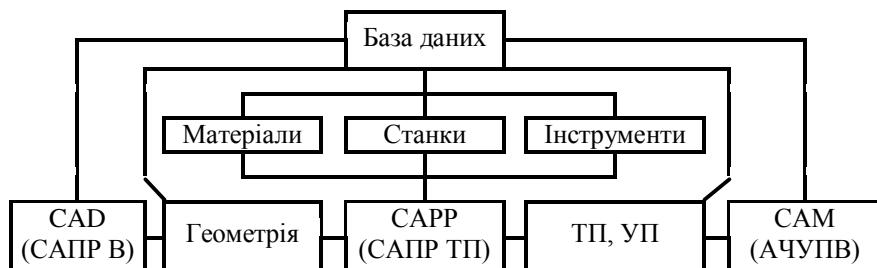 База даних
Матеріали
Станки
Інструменти
CAD
(САПР В)
Геометрія
CAPP
(САПР ТП)
ТП, УП
CAM
(АЧУПВ)